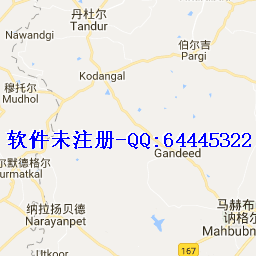 丹杜尔
Tandur
Nawandgi
伯尔吉
Pargi
Kodangal
穆托尔
Mudhol
软件未注册-QQ:64445322
Gandeed
尔默德格尔
urmatkal
纳拉扬贝德
Narayanpet
马赫布
讷格尔
Mahbubn
167
Utkoor